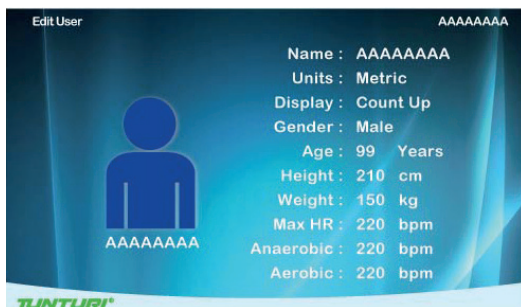 Edit User
AAAAAAAA
Name : AAAAAAAA
Units : Metric
Display : Count Up
Gender : Male
Age : 99 Years
Height : 210 cm
Weight : 150 kg
Max HR : 220 bpm
Anaerobic : 220 bpm
Aerobic : 220 bpm
AAAAAAAA
TUNTURI®